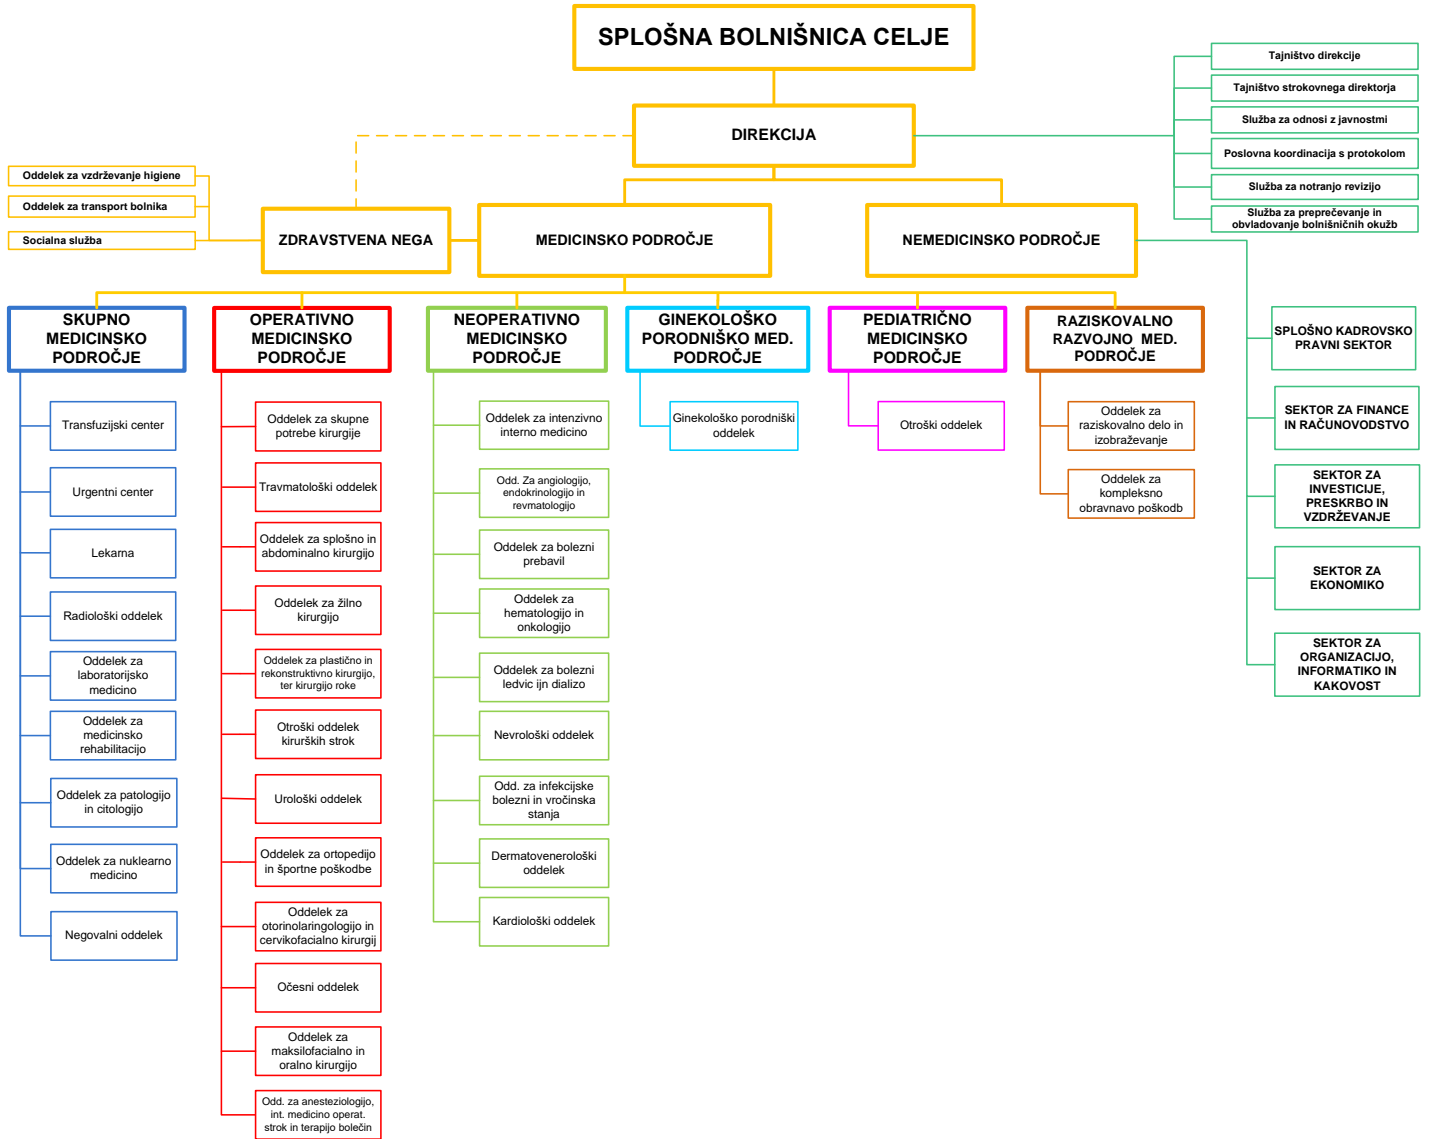 SPLOŠNA BOLNIŠNICA CELJE
DIREKCIJA
Tajništvo direkcije
Tajništvo strokovnega direktorja
Služba za odnosi z javnostmi
Poslovna koordinacija s protokolom
Služba za notranjo revizijo
Služba za preprečevanje in
obvladovanje bolnišničnih okužb
Oddelek za vzdrževanje higiene
Oddelek za transport bolnika
Socialna služba
ZDRAVSTVENA NEGA
MEDICINSKO PODROČJE
NEMEDICINSKO PODROČJE
SKUPNO
MEDICINSKO
PODROČJE
Transfuzijski center
Urgentni center
Lekarna
Radiološki oddelek
Oddelek za
laboratorijsko
medicino
Oddelek za
medicinsko
rehabilitacijo
Oddelek za patologijo
in citologijo
Oddelek za nuklearno
medicino
Negovalni oddelek
OPERATIVNO
MEDICINSKO
PODROČJE
Oddelek za skupne
potrebe kirurgije
Travmatološki oddelek
Oddelek za splošno in
abdominalno kirurgijo
Oddelek za žilno
kirurgijo
Oddelek za plastično in
rekonstruktivno kirurgijo,
ter kirurgijo roke
Otroški oddelek
kirurških strok
Urološki oddelek
Oddelek za ortopedijo
in športne poškodbe
Oddelek za
otorinolaringologijo in
cervikofacialno kirurgij
Očesni oddelek
Oddelek za
maksilofacialno in
oralno kirurgijo
Odd. za anesteziologijo,
int. medicino operat.
strok in terapijo bolečin
NEOPERATIVNO
MEDICINSKO
PODROČJE
Oddelek za intenzivno
interno medicino
Odd. Za angiologijo,
endokrinologijo in
revmatologijo
Oddelek za bolezni
prebavil
Oddelek za
hematologijo in
onkologijo
Oddelek za bolezni
ledvic ijn dializo
Nevrološki oddelek
Odd. za infekcijske
bolezni in vročinska
stanja
Dermatovenerološki
oddelek
Kardiološki oddelek
GINEKOLOŠKO
PORODNIŠKO MED.
PODROČJE
Ginekološko porodniški
oddelek
PEDIATRIČNO
MEDICINSKO
PODROČJE
Otroški oddelek
RAZISKOVALNO
RAZVOJNO MED.
PODROČJE
Oddelek za
raziskovalno delo in
izobraževanje
Oddelek za
kompleksno
obravnavo poškodb
SPLOŠNO KADROVSKO
PRAVNI SEKTOR
SEKTOR ZA FINANCE
IN RAČUNOVODSTVO
SEKTOR ZA
INVESTICIJE,
PRESKRBO IN
VZDRŽEVANJE
SEKTOR ZA
EKONOMIKO
SEKTOR ZA
ORGANIZACIJO,
INFORMATIKO IN
KAKOVOST